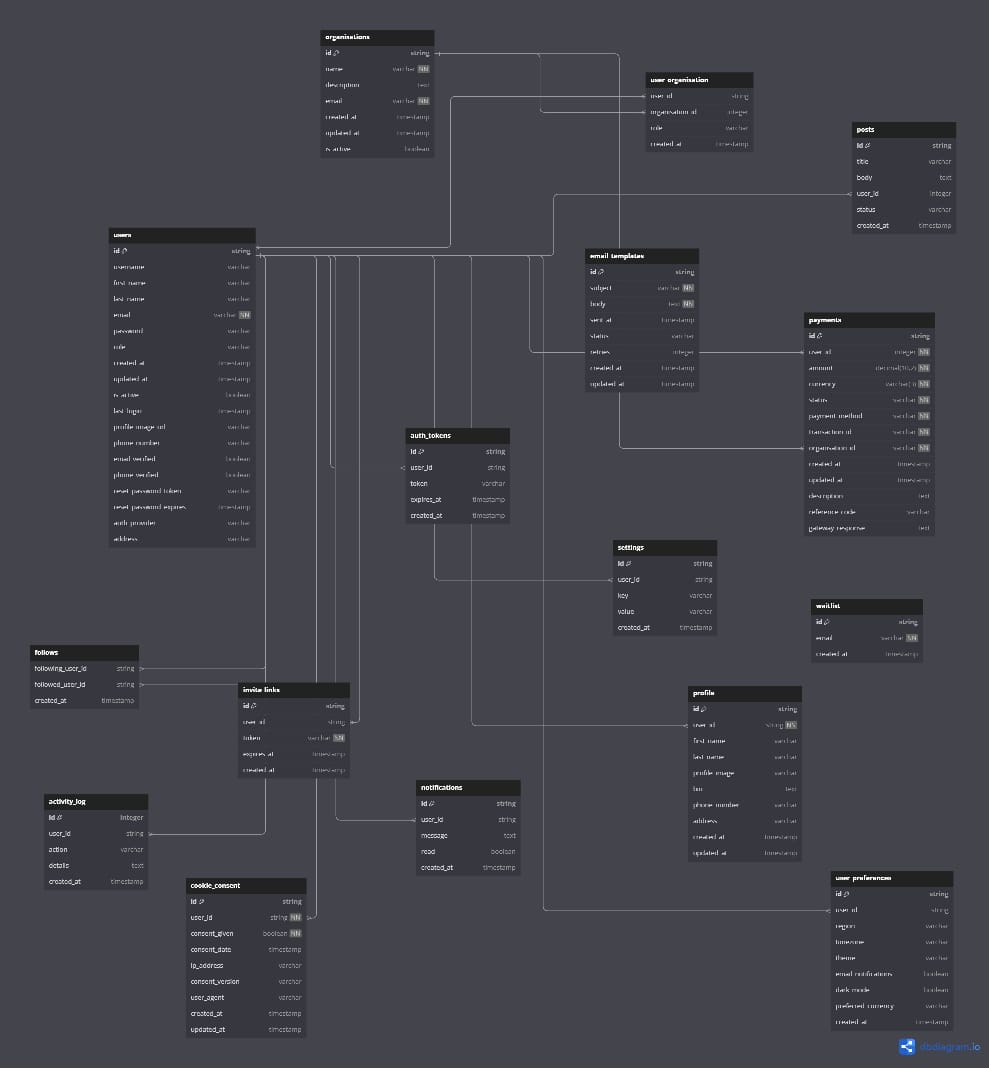 organisations
id string
name varchar NN
description text
email varchar NN
created_at timestamp
updated_at timestamp
is_active boolean
user_organisation
user_id string
organisation_id integer
role varchar
created_at timestamp
posts
id string
title varchar
body text
user_id integer
status varchar
created_at timestamp
users
id string
username varchar
first_name varchar
last_name varchar
email varchar NN
password varchar
role varchar
created_at timestamp
updated_at timestamp
is_active boolean
last_login timestamp
profile_image_url varchar
phone_number varchar
email_verified boolean
phone_verified boolean
reset_password_token varchar
reset_password_expires timestamp
auth_provider varchar
address varchar
email_templates
id string
subject varchar NN
body text NN
sent_at timestamp
status varchar
retries integer
created_at timestamp
updated_at timestamp
payments
id string
user_id integer NN
amount decimal(10,2) NN
currency varchar(3) NN
status varchar NN
payment_method varchar NN
transaction_id varchar NN
organisation_id varchar NN
created_at timestamp
updated_at timestamp
description text
reference_code varchar
gateway_response text
auth_tokens
id string
user_id string
token varchar
expires_at timestamp
created_at timestamp
settings
id string
user_id string
key varchar
value varchar
created_at timestamp
waitlist
id string
email varchar NN
created_at timestamp
follows
following_user_id string
followed_user_id string
created_at timestamp
invite_links
id string
user_id string
token varchar NN
expires_at timestamp
created_at timestamp
profile
id string
user_id string NN
first_name varchar
last_name varchar
profile_image varchar
bio text
phone_number varchar
address varchar
created_at timestamp
updated_at timestamp
notifications
id string
user_id string
message text
read boolean
created_at timestamp
activity_log
id integer
user_id string
action varchar
details text
created_at timestamp
cookie_consent
id string
user_id string NN
consent_given boolean NN
consent_date timestamp
ip_address varchar
consent_version varchar
user_agent varchar
created_at timestamp
updated_at timestamp
user_preferences
id string
user_id string
region varchar
timezone varchar
theme varchar
email_notifications boolean
dark_mode boolean
preferred_currency varchar
created_at timestamp
dbdiagram.io